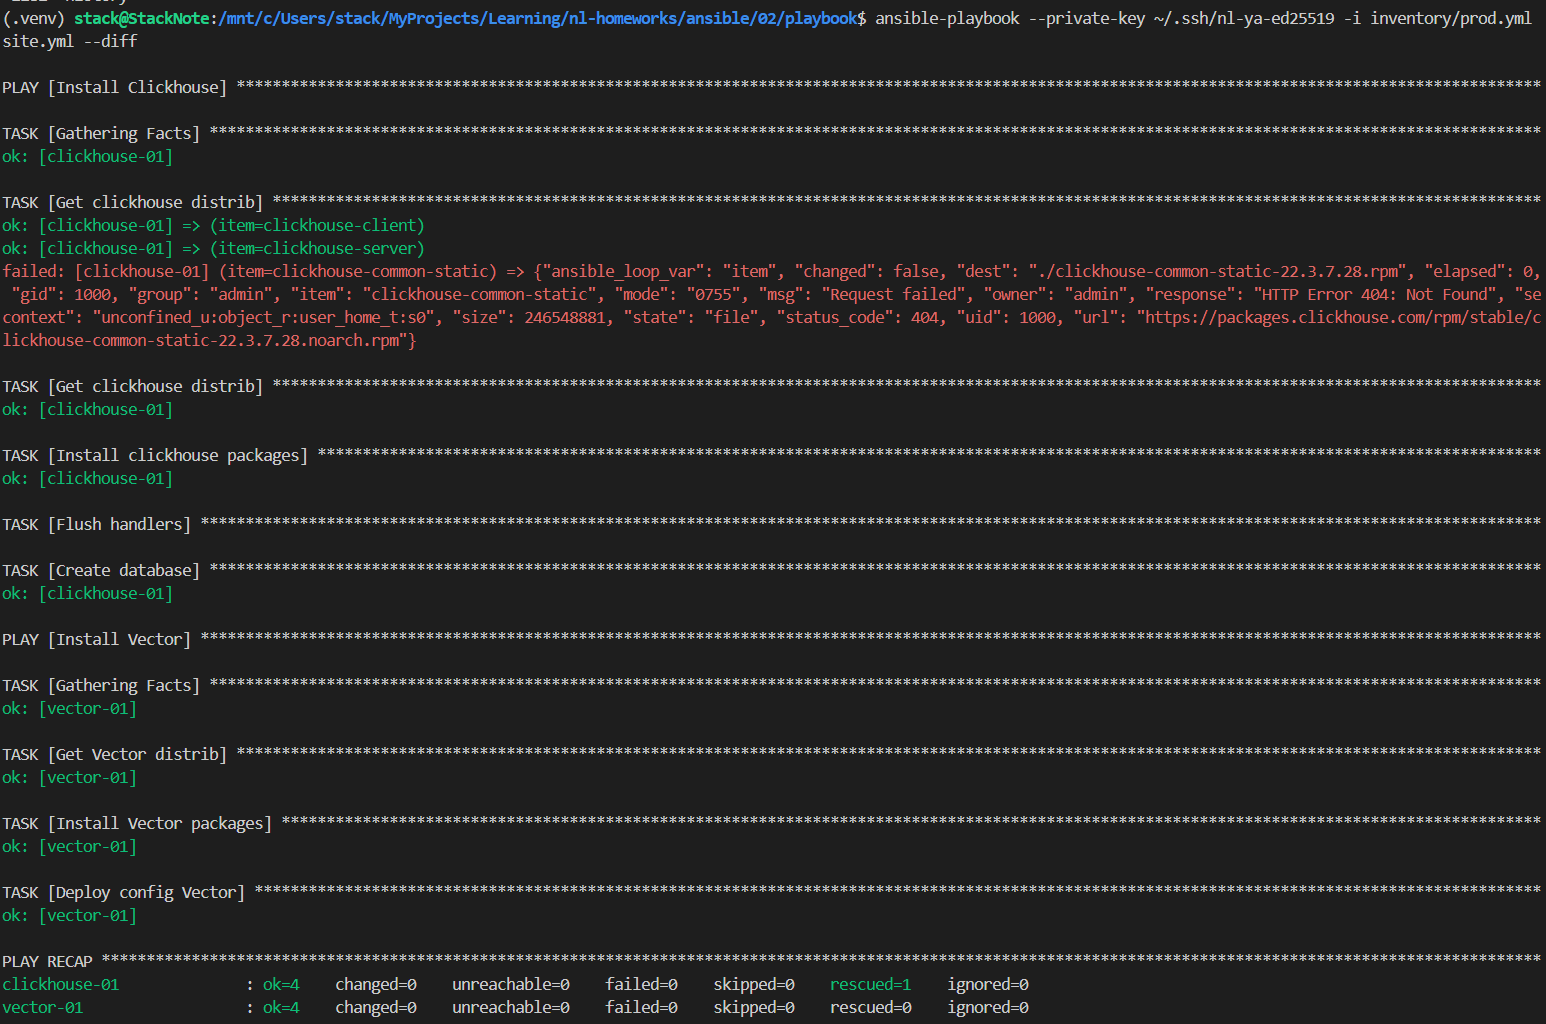 (.venv) stack@StackNote:/mnt/c/Users/stack/MyProjects/Learning/nl-homeworks/ansible/02/playbook$ ansible-playbook --private-key ~/.ssh/nl-ya-ed25519 -i inventory/prod.yml
site.yml --diff
PLAY [Install Clickhouse] ************************************************************************************************************************************************
TASK [Gathering Facts] ***************************************************************************************************************************************************
ok: [clickhouse-01]
TASK [Get clickhouse distrib] ********************************************************************************************************************************************
ok: [clickhouse-01] => (item=clickhouse-client)
ok: [clickhouse-01] => (item=clickhouse-server)
failed: [clickhouse-01] (item=clickhouse-common-static) => {"ansible_loop_var": "item", "changed": false, "dest": "./clickhouse-common-static-22.3.7.28.rpm", "elapsed": 0,
"gid": 1000, "group": "admin", "item": "clickhouse-common-static", "mode": "0755", "msg": "Request failed", "owner": "admin", "response": "HTTP Error 404: Not Found", "se
context": "unconfined_u:object_r:user_home_t:s0", "size": 246548881, "state": "file", "status_code": 404, "uid": 1000, "url": "https://packages.clickhouse.com/rpm/stable/c
lickhouse-common-static-22.3.7.28.noarch.rpm"}
TASK [Get clickhouse distrib] ********************************************************************************************************************************************
ok: [clickhouse-01]
TASK [Install clickhouse packages] ***************************************************************************************************************************************
ok: [clickhouse-01]
TASK [Flush handlers] ****************************************************************************************************************************************************
TASK [Create database] ***************************************************************************************************************************************************
ok: [clickhouse-01]
PLAY [Install Vector] ****************************************************************************************************************************************************
TASK [Gathering Facts] ***************************************************************************************************************************************************
ok: [vector-01]
TASK [Get Vector distrib] ************************************************************************************************************************************************
ok: [vector-01]
TASK [Install Vector packages] *******************************************************************************************************************************************
ok: [vector-01]
TASK [Deploy config Vector] **********************************************************************************************************************************************
ok: [vector-01]
PLAY RECAP ***************************************************************************************************************************************************************
clickhouse-01 : ok=4 changed=0 unreachable=0 failed=0 skipped=0 rescued=1 ignored=0
vector-01 : ok=4 changed=0 unreachable=0 failed=0 skipped=0 rescued=0 ignored=0